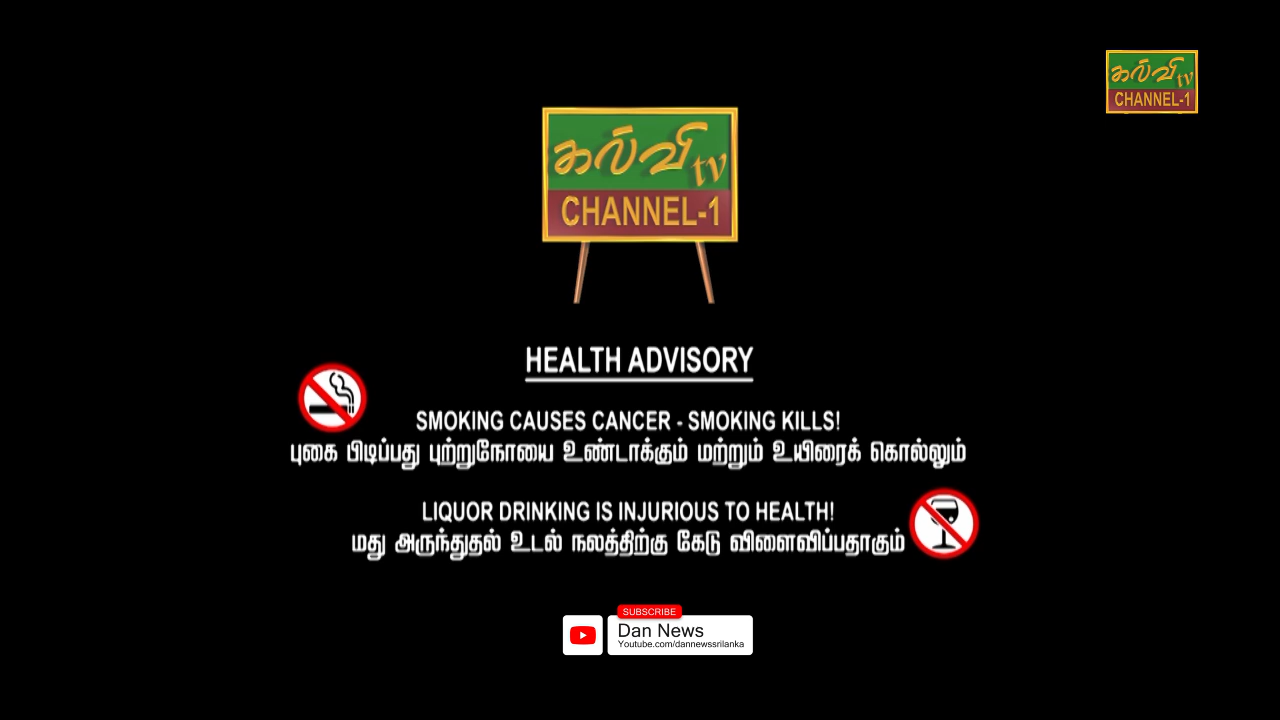 கல்வி tv
CHANNEL-1
கல்வி tv
CHANNEL-1
HEALTH ADVISORY
SMOKING CAUSES CANCER - SMOKING KILLS!
புகை பிடிப்பது புற்றுநோயை உண்டாக்கும் மற்றும் உயிரைக் கொல்லும்
LIQUOR DRINKING IS INJURIOUS TO HEALTH!
மது அருந்துதல் உடல் நலத்திற்கு கேடு விளைவிப்பதாகும்
SUBSCRIBE
Dan News
Youtube.com/dannewssrilanka